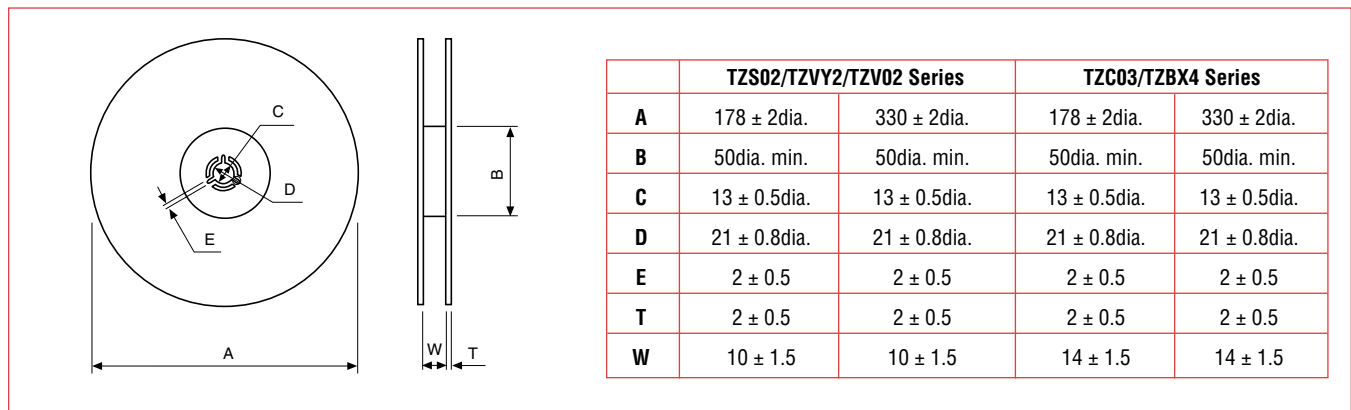 C
D
E
A
B
W T
TZS02/TZVY2/TZV02 Series TZC03/TZBX4 Series
A 178 ± 2dia. 330 ± 2dia. 178 ± 2dia. 330 ± 2dia.
B 50dia. min. 50dia. min. 50dia. min. 50dia. min.
C 13 ± 0.5dia. 13 ± 0.5dia. 13 ± 0.5dia. 13 ± 0.5dia.
D 21 ± 0.8dia. 21 ± 0.8dia. 21 ± 0.8dia. 21 ± 0.8dia.
E 2 ± 0.5 2 ± 0.5 2 ± 0.5 2 ± 0.5
T 2 ± 0.5 2 ± 0.5 2 ± 0.5 2 ± 0.5
W 10 ± 1.5 10 ± 1.5 14 ± 1.5 14 ± 1.5